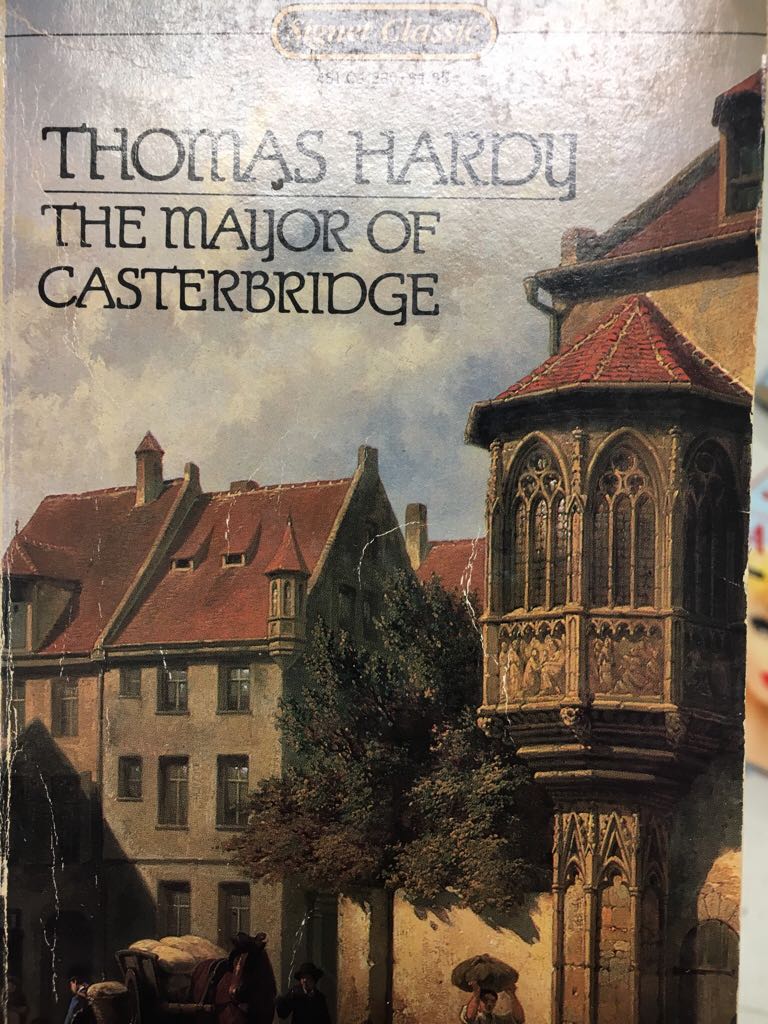 Signet Classic
THOMAS HARDY
THE MAYOR OF
CASTERBRIDGE